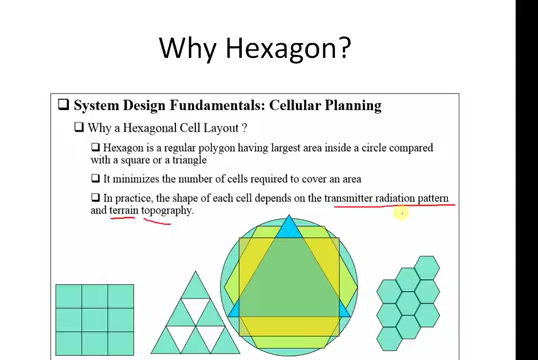 Why Hexagon?
❑ System Design Fundamentals: Cellular Planning
❑ Why a Hexagonal Cell Layout ?
❑ Hexagon is a regular polygon having largest area inside a circle compared
with a square or a triangle
❑ It minimizes the number of cells required to cover an area
❑ In practice, the shape of each cell depends on the transmitter radiation pattern
and terrain topography.